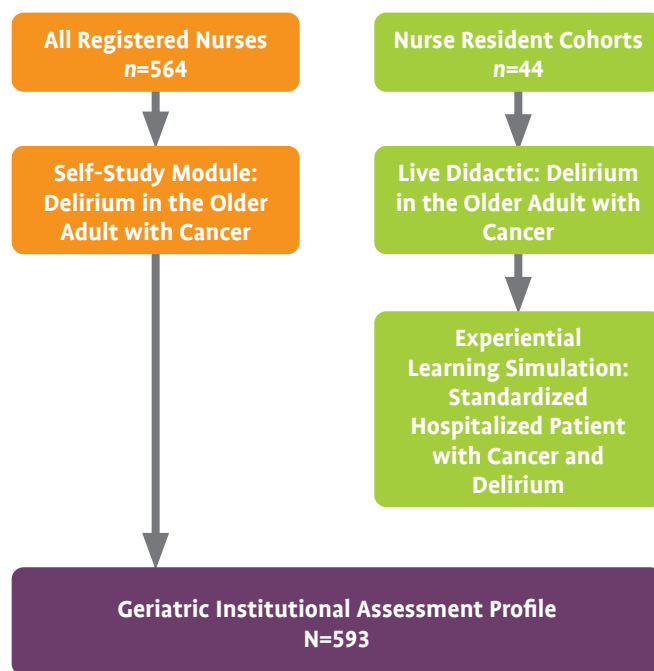 All Registered Nurses
n=564
Self-Study Module:
Delirium in the Older
Adult with Cancer
Nurse Resident Cohorts
n=44
Live Didactic: Delirium
in the Older Adult with
Cancer
Experiential
Learning Simulation:
Standardized
Hospitalized Patient
with Cancer and
Delirium
Geriatric Institutional Assessment Profile
N=593